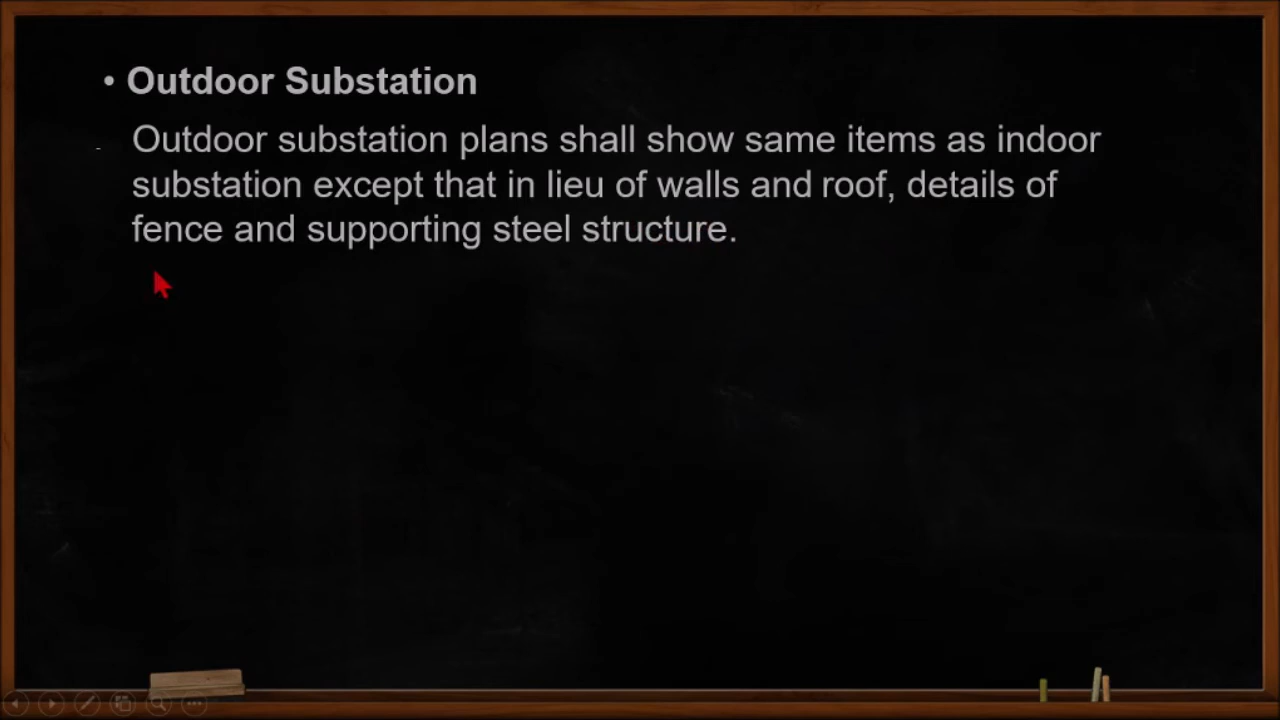 • Outdoor Substation
- Outdoor substation plans shall show same items as indoor
substation except that in lieu of walls and roof, details of
fence and supporting steel structure.